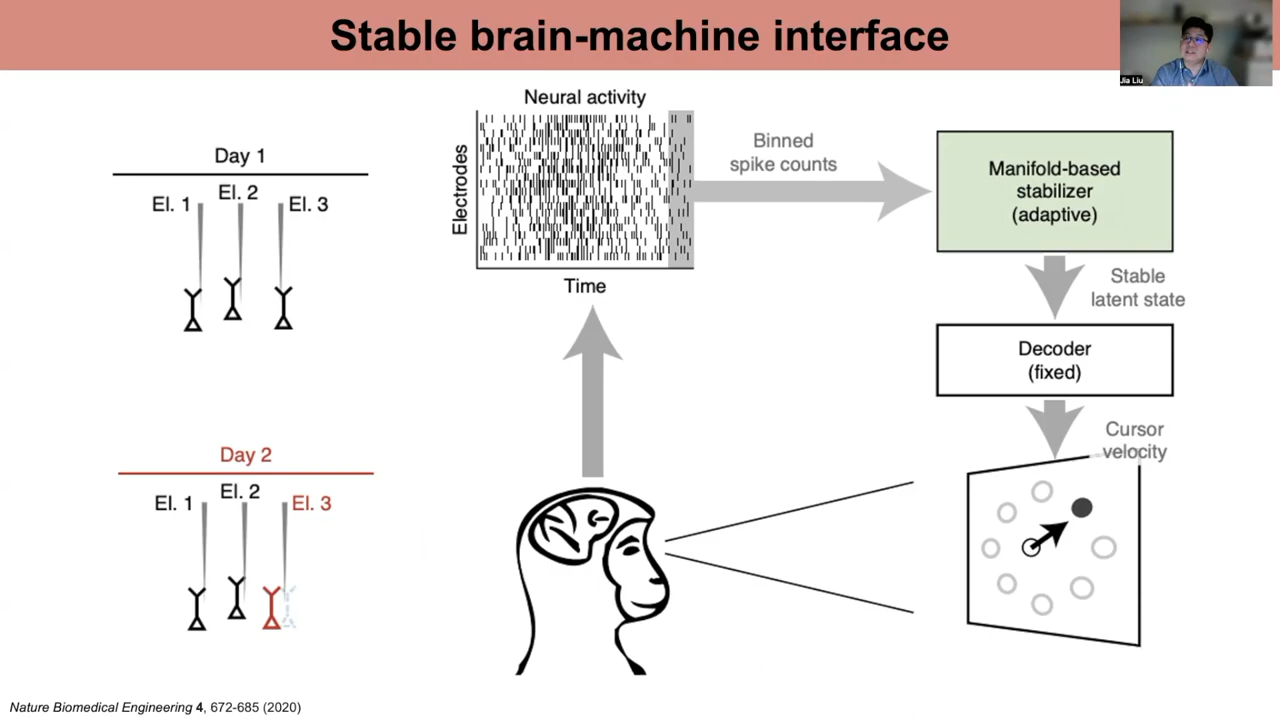 Stable brain-machine interface
Jia Liu
Day 1
El. 1
El. 2
El. 3
Day 2
El. 1
El. 2
El. 3
Neural activity
Electrodes
Time
Binned
spike counts
Manifold-based
stabilizer
(adaptive)
Stable
latent state
Decoder
(fixed)
Cursor
velocity
Nature Biomedical Engineering 4, 672-685 (2020)